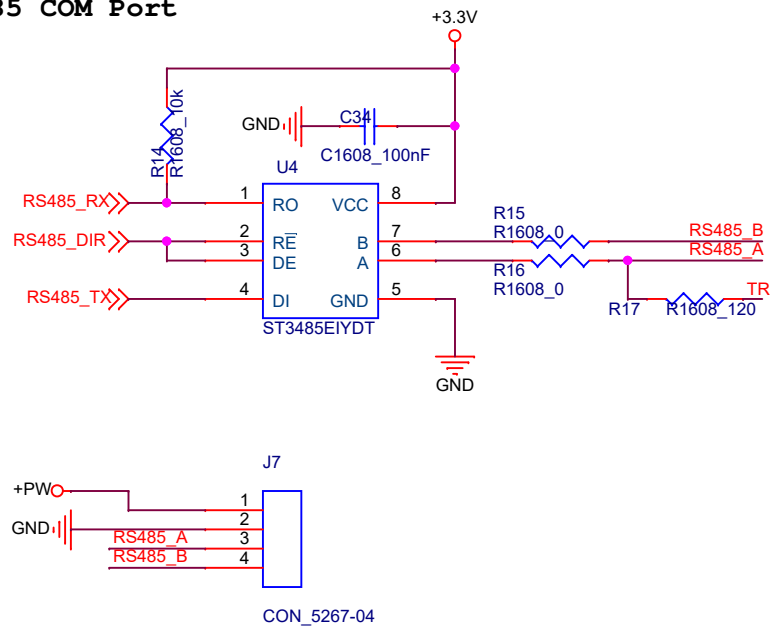 35 COM Port
+3.3V
R14
R1608_10k
GND
C34
C1608_100nF
U4
RS485_RX
1
RO
VCC
8
RS485_DIR
2
RE
B
7
R15
R1608_0
RS485_B
3
DE
A
6
R16
R1608_0
RS485_A
RS485_TX
4
DI
GND
5
R17
R1608_120
TR
ST3485EIYDT
GND
J7
+PW
1
GND
2
RS485_A
3
RS485_B
4
CON_5267-04